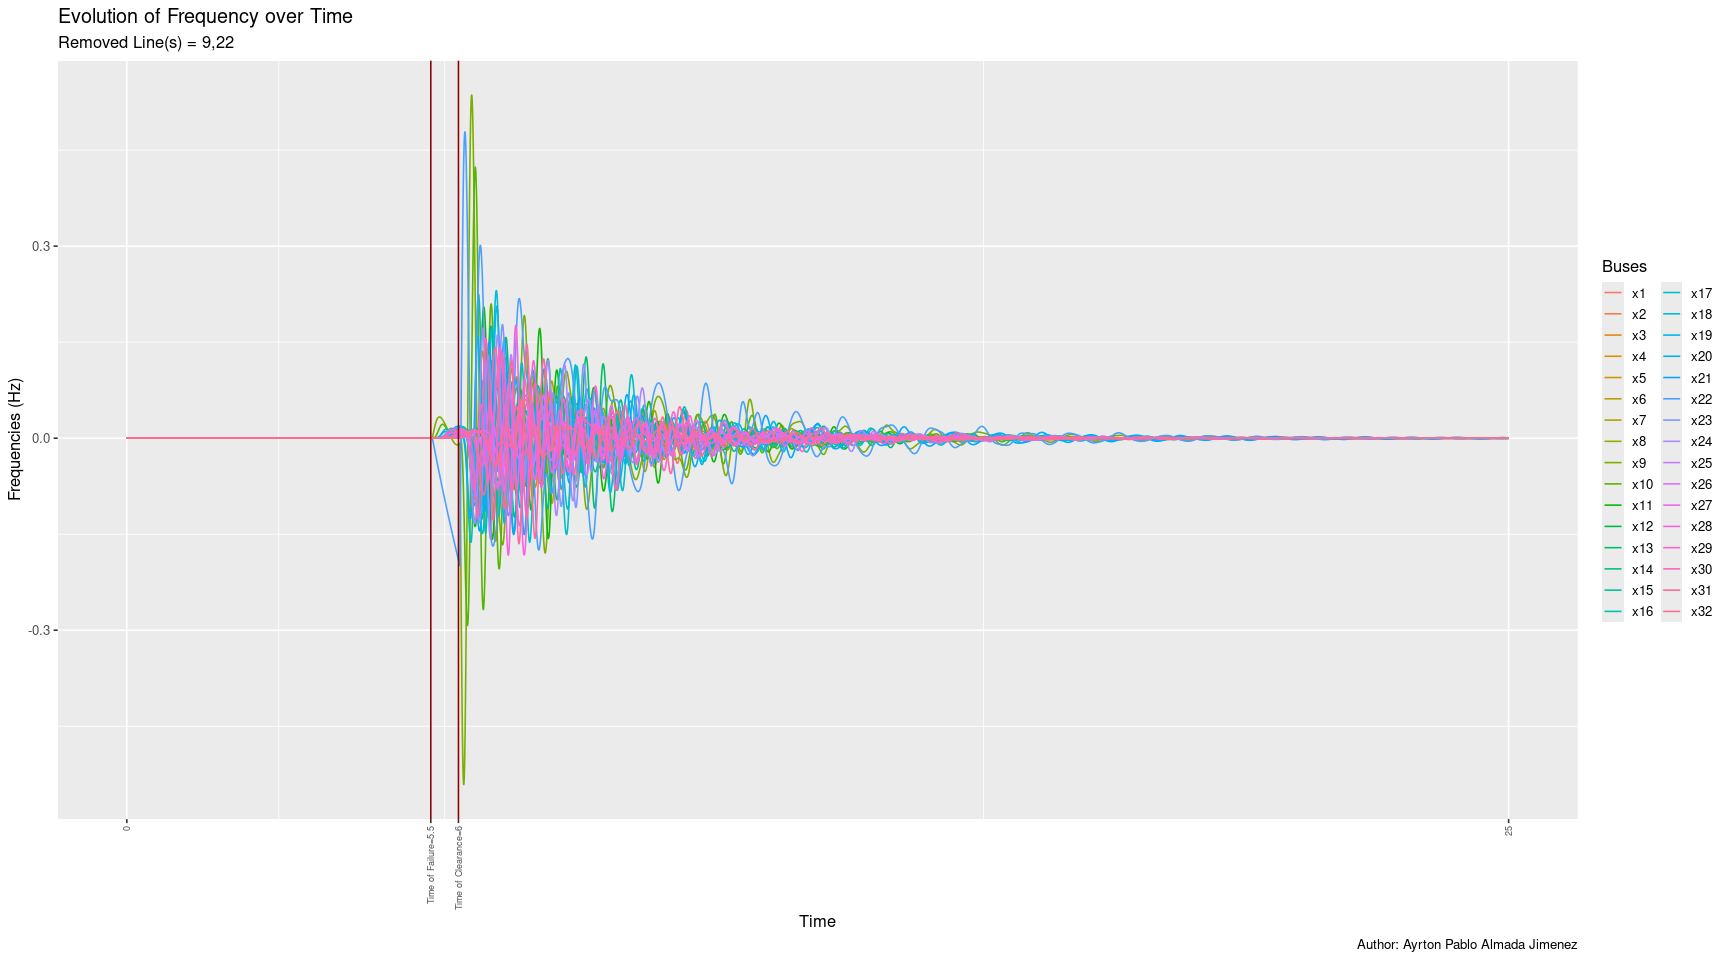 Evolution of Frequency over Time
Removed Line(s) = 9,22
Frequencies (Hz)
0.3
0.0
-0.3
0
Time of Failure=5.5
Time of Clearance=6
25
Time
Buses
x1
x2
x3
x4
x5
x6
x7
x8
x9
x10
x11
x12
x13
x14
x15
x16
x17
x18
x19
x20
x21
x22
x23
x24
x25
x26
x27
x28
x29
x30
x31
x32
Author: Ayrton Pablo Almada Jimenez